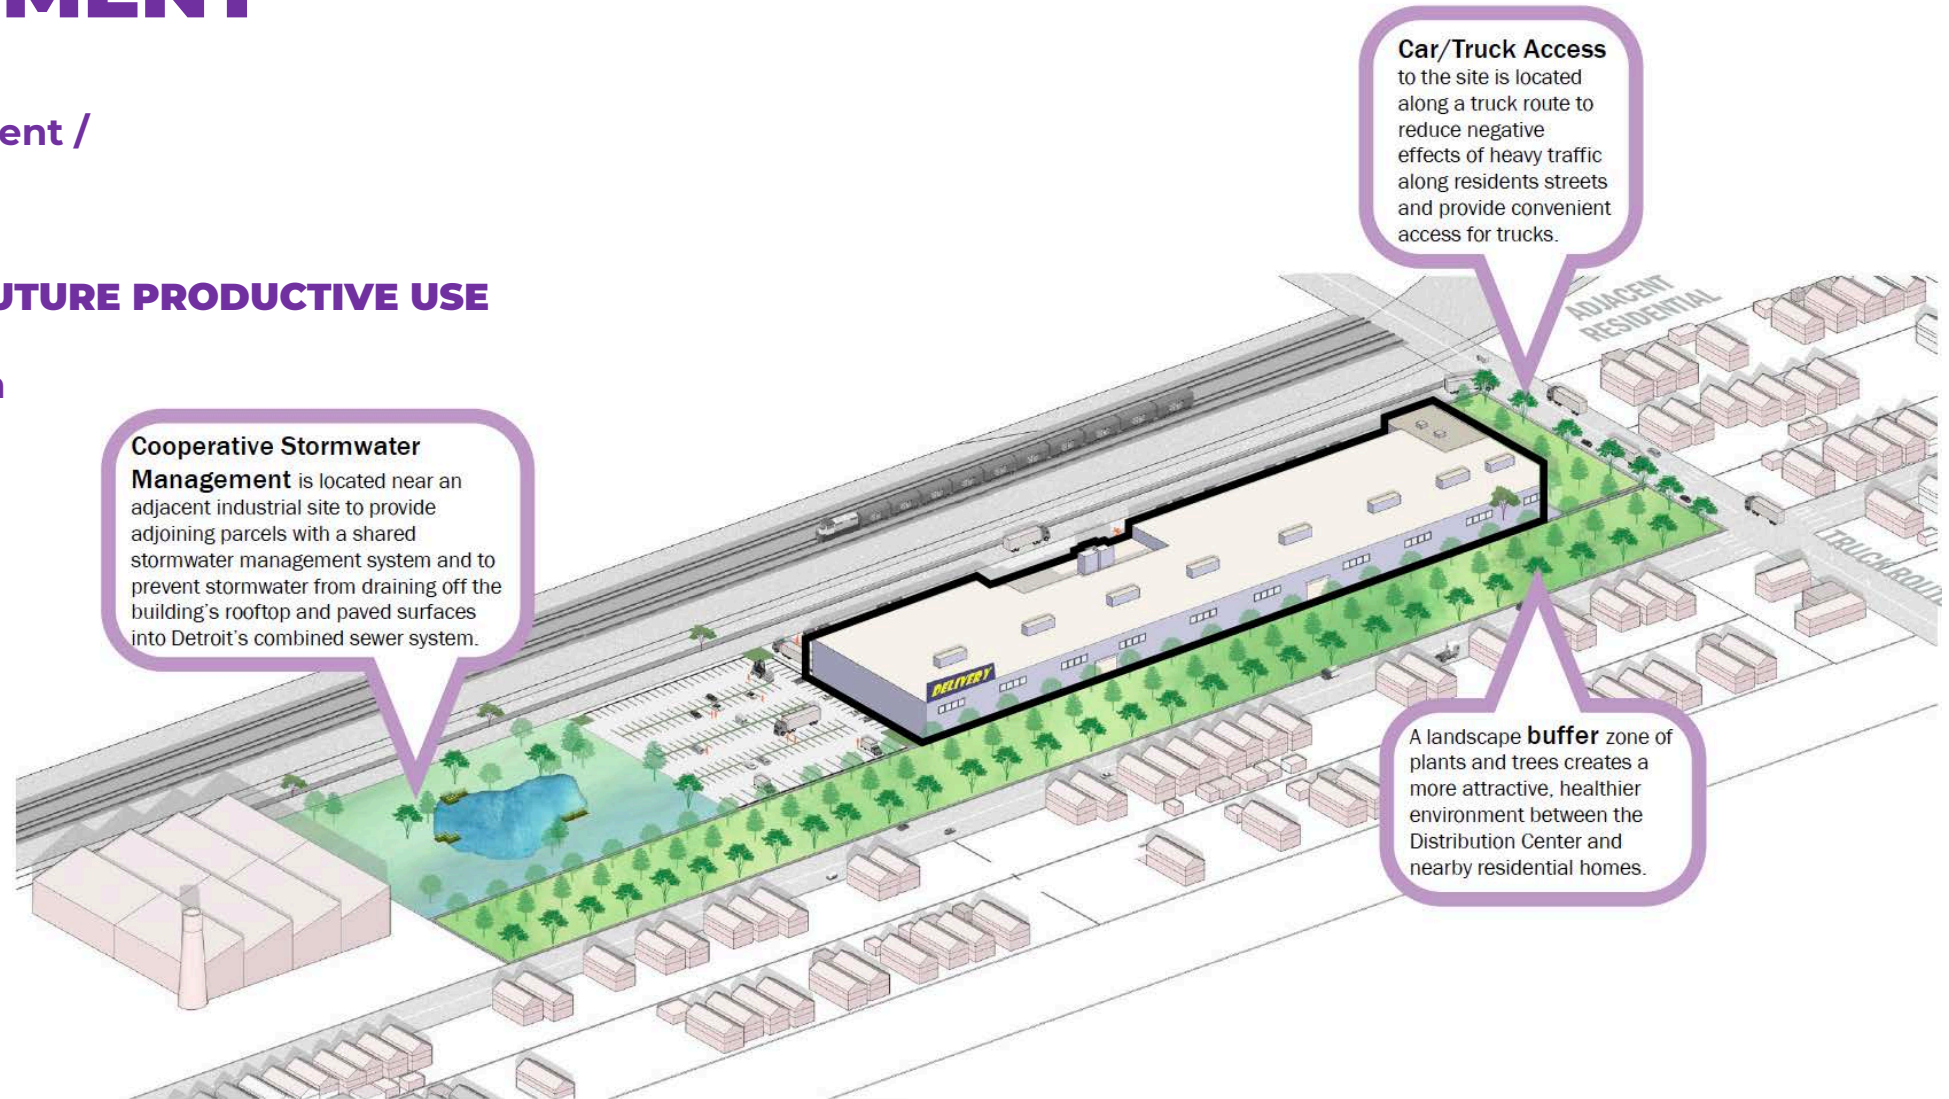 MENT
ent /
UTURE PRODUCTIVE USE
n
Car/Truck Access
to the site is located
along a truck route to
reduce negative
effects of heavy traffic
along residents streets
and provide convenient
access for trucks.
ADJACENT
RESIDENTIAL
Cooperative Stormwater
Management is located near an
adjacent industrial site to provide
adjoining parcels with a shared
stormwater management system and to
prevent stormwater from draining off the
building's rooftop and paved surfaces
into Detroit's combined sewer system.
TRUCK ROUTE
DELIVERY
A landscape buffer zone of
plants and trees creates a
more attractive, healthier
environment between the
Distribution Center and
nearby residential homes.